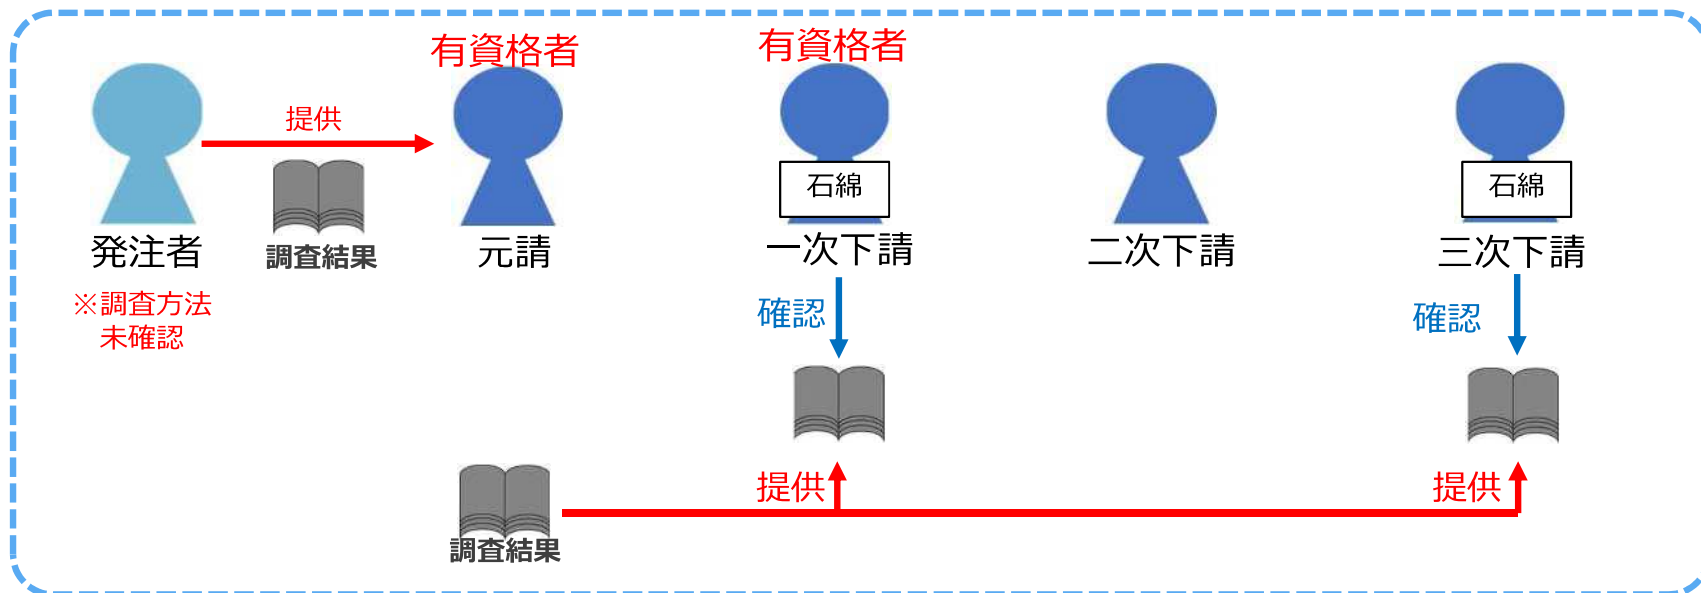 有資格者
有資格者
提供
石綿
石綿
発注者
調査結果
元請
一次下請
二次下請
三次下請
※調査方法
未確認
確認
確認
提供
提供
調査結果